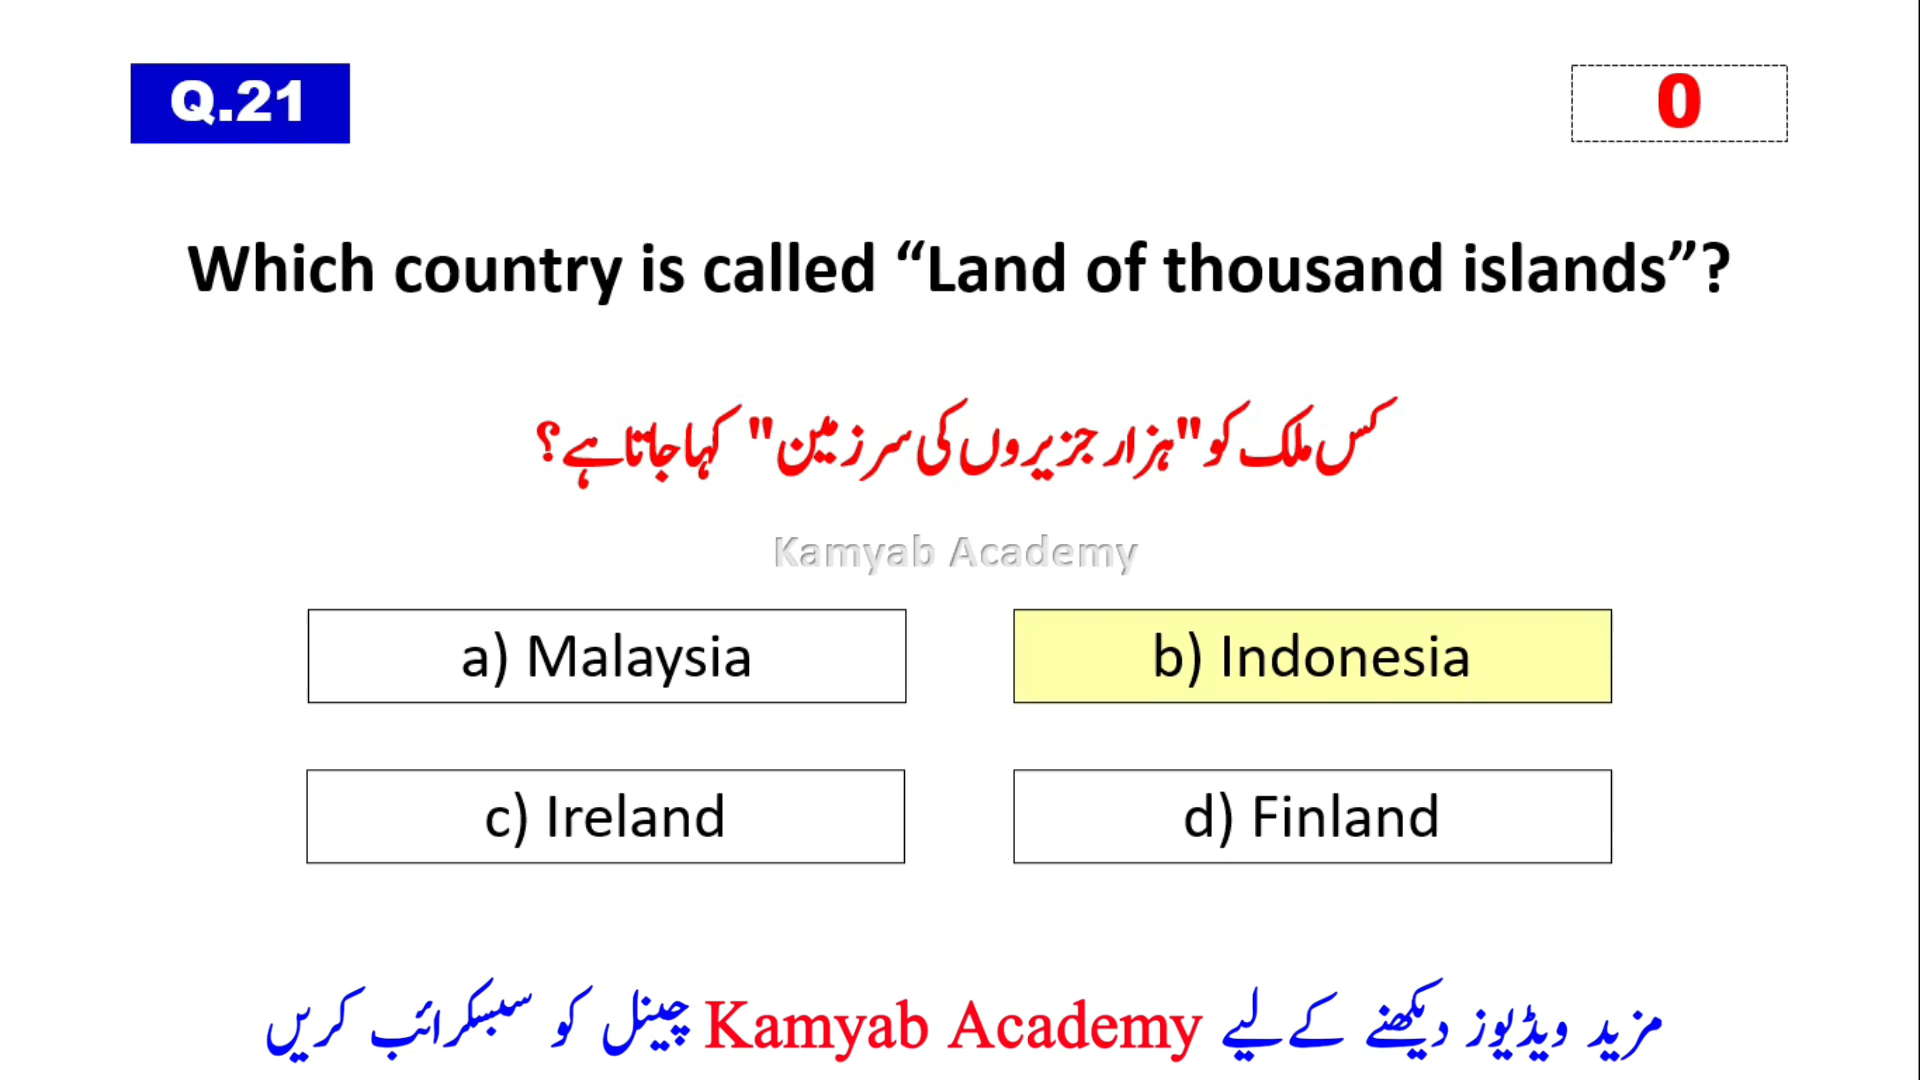 Q.21
0
Which country is called “Land of thousand islands”?
کس ملک کو "ہزار جزیروں کی سرزمین" کہا جاتا ہے؟
Kamyab Academy
a) Malaysia
b) Indonesia
c) Ireland
d) Finland
مزید ویڈیوز دیکھنے کے لیے Kamyab Academy چینل کو سبسکرائب کریں